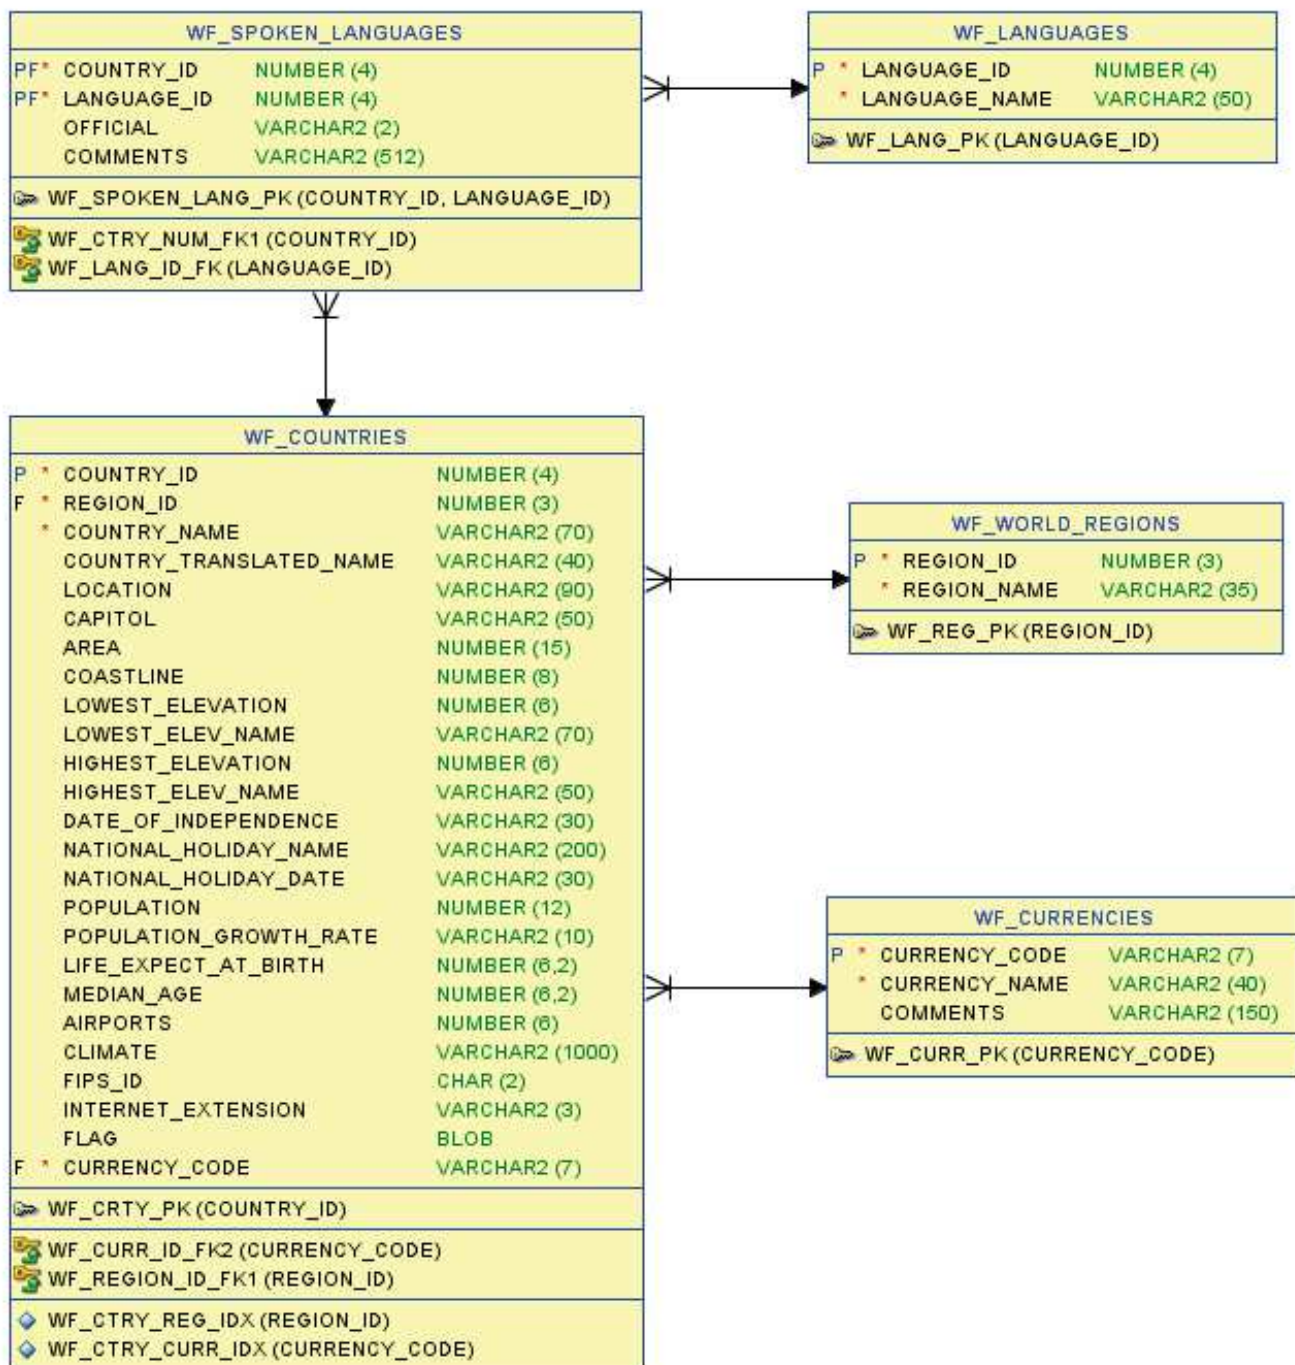 WF_SPOKEN_LANGUAGES
PF* COUNTRY_ID NUMBER (4)
PF* LANGUAGE_ID NUMBER (4)
OFFICIAL VARCHAR2 (2)
COMMENTS VARCHAR2 (512)
WF_SPOKEN_LANG_PK (COUNTRY_ID, LANGUAGE_ID)
WF_CTRY_NUM_FK1 (COUNTRY_ID)
WF_LANG_ID_FK (LANGUAGE_ID)
WF_LANGUAGES
P * LANGUAGE_ID NUMBER (4)
* LANGUAGE_NAME VARCHAR2 (50)
WF_LANG_PK (LANGUAGE_ID)
WF_COUNTRIES
P * COUNTRY_ID NUMBER (4)
F * REGION_ID NUMBER (3)
* COUNTRY_NAME VARCHAR2 (70)
COUNTRY_TRANSLATED_NAME VARCHAR2 (40)
LOCATION VARCHAR2 (90)
CAPITOL VARCHAR2 (50)
AREA NUMBER (15)
COASTLINE NUMBER (8)
LOWEST_ELEVATION NUMBER (6)
LOWEST_ELEV_NAME VARCHAR2 (70)
HIGHEST_ELEVATION NUMBER (6)
HIGHEST_ELEV_NAME VARCHAR2 (50)
DATE_OF_INDEPENDENCE VARCHAR2 (30)
NATIONAL_HOLIDAY_NAME VARCHAR2 (200)
NATIONAL_HOLIDAY_DATE VARCHAR2 (30)
POPULATION NUMBER (12)
POPULATION_GROWTH_RATE VARCHAR2 (10)
LIFE_EXPECT_AT_BIRTH NUMBER (6,2)
MEDIAN_AGE NUMBER (6,2)
AIRPORTS NUMBER (6)
CLIMATE VARCHAR2 (1000)
FIPS_ID CHAR (2)
INTERNET_EXTENSION VARCHAR2 (3)
FLAG BLOB
F * CURRENCY_CODE VARCHAR2 (7)
WF_CRTY_PK (COUNTRY_ID)
WF_CURR_ID_FK2 (CURRENCY_CODE)
WF_REGION_ID_FK1 (REGION_ID)
WF_CTRY_REG_IDX (REGION_ID)
WF_CTRY_CURR_IDX (CURRENCY_CODE)
WF_WORLD_REGIONS
P * REGION_ID NUMBER (3)
* REGION_NAME VARCHAR2 (35)
WF_REG_PK (REGION_ID)
WF_CURRENCIES
P * CURRENCY_CODE VARCHAR2 (7)
* CURRENCY_NAME VARCHAR2 (40)
COMMENTS VARCHAR2 (150)
WF_CURR_PK (CURRENCY_CODE)